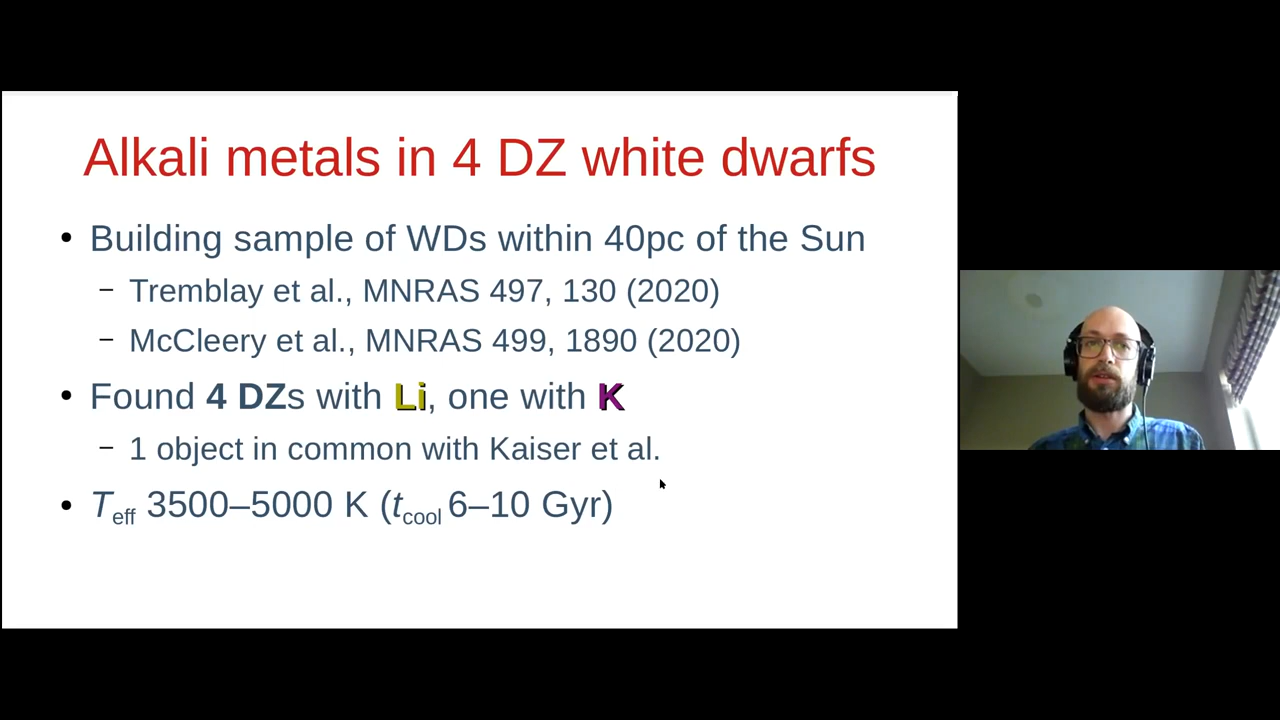 Alkali metals in 4 DZ white dwarfs
• Building sample of WDs within 40pc of the Sun
– Tremblay et al., MNRAS 497, 130 (2020)
– McCleery et al., MNRAS 499, 1890 (2020)
• Found 4 DZs with Li, one with K
– 1 object in common with Kaiser et al.
• Teff 3500–5000 K (tcool 6–10 Gyr)